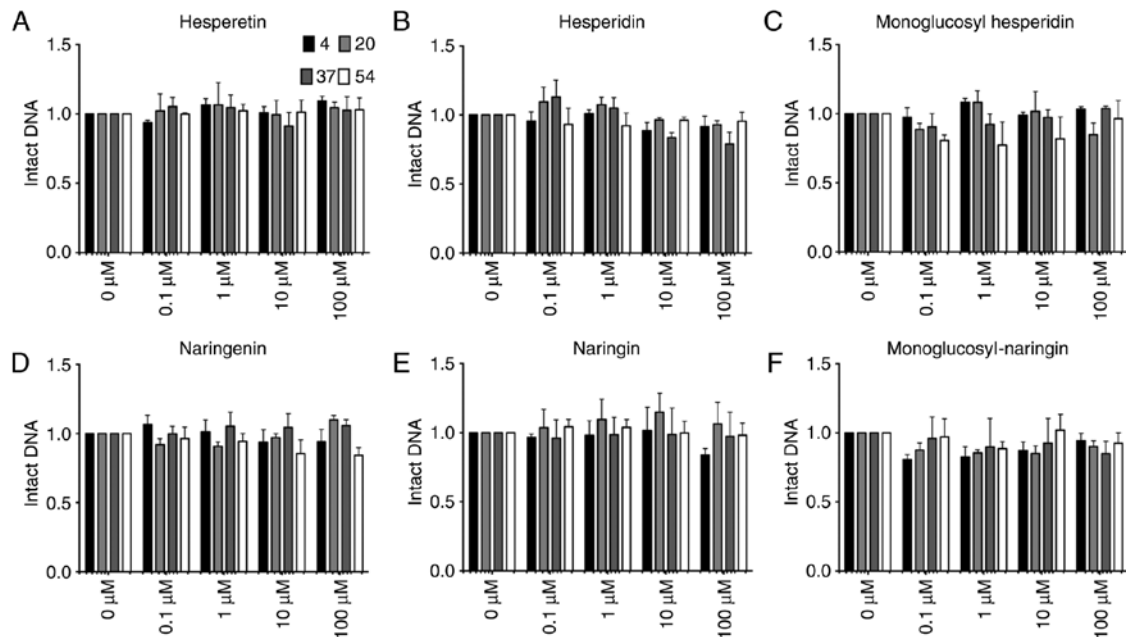 A
Hesperetin
4 20
37 54
Intact DNA
1.5
1.0
0.5
0.0
0 µM
0.1 µM
1 µM
10 µM
100 µM
B
Hesperidin
Intact DNA
1.5
1.0
0.5
0.0
0 µM
0.1 µM
1 µM
10 µM
100 µM
C
Monoglucosyl hesperidin
Intact DNA
1.5
1.0
0.5
0.0
0 µM
0.1 µM
1 µM
10 µM
100 µM
D
Naringenin
Intact DNA
1.5
1.0
0.5
0.0
0 µM
0.1 µM
1 µM
10 µM
100 µM
E
Naringin
Intact DNA
1.5
1.0
0.5
0.0
0 µM
0.1 µM
1 µM
10 µM
100 µM
F
Monoglucosyl-naringin
Intact DNA
1.5
1.0
0.5
0.0
0 µM
0.1 µM
1 µM
10 µM
100 µM